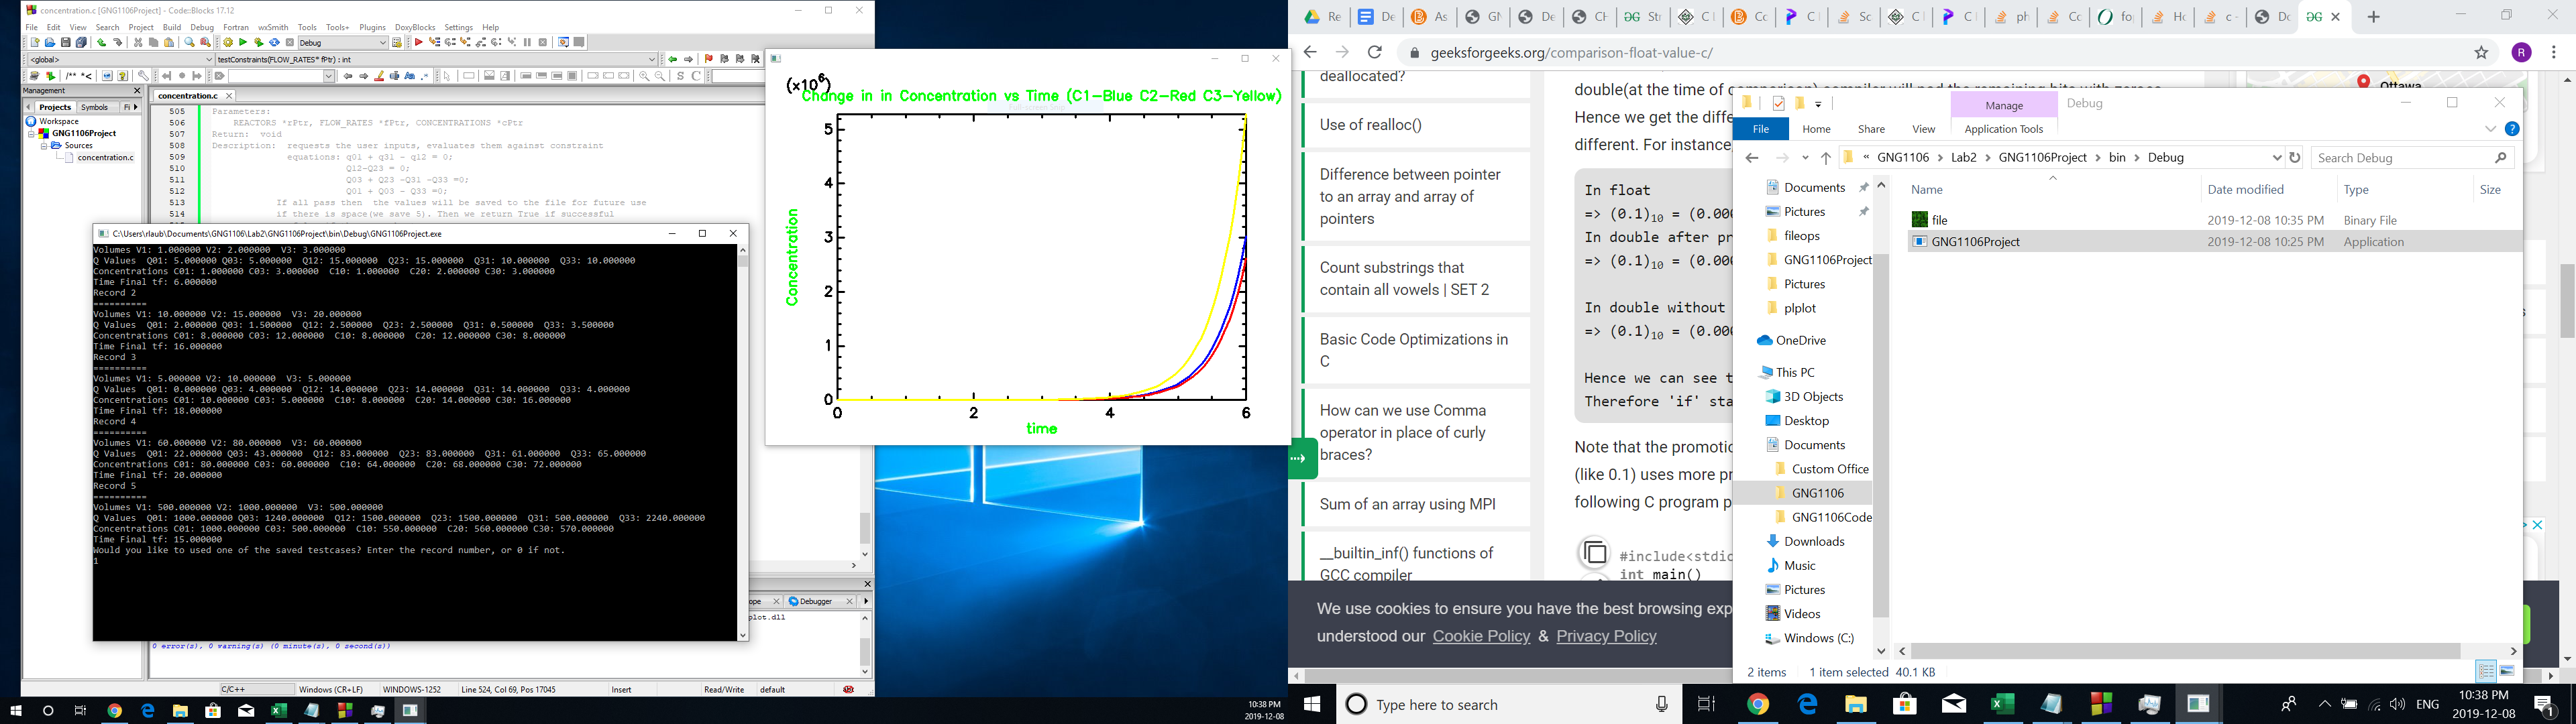 concentration.c [GNG1106Project] - Code::Blocks 17.12
File Edit View Search Project Build Debug Fortran wxSmith Tools Tools+ Plugins DoxyBlocks Settings Help
Debug
<global>
testConstraints(FLOW_RATES* fPtr) : int
Management
Projects Symbols Fi
Workspace
GNG1106Project
Sources
concentration.c
concentration.c
505 Parameters:
506 REACTORS *rPtr, FLOW_RATES *fPtr, CONCENTRATIONS *cPtr
507 Return: void
508 Description: requests the user inputs, evaluates them against constraint
509 equations: q01 + q31 - q12 = 0;
510 Q12-Q23 = 0;
511 Q03 + Q23 -Q31 -Q33 =0;
512 Q01 + Q03 - Q33 =0;
513 If all pass then the values will be saved to the file for future use
514 if there is space(we save 5). Then we return True if successful
C:\Users\rlaub\Documents\GNG1106\Lab2\GNG1106Project\bin\Debug\GNG1106Project.exe
Volumes V1: 1.000000 V2: 2.000000 V3: 3.000000
Q Values Q01: 5.000000 Q03: 5.000000 Q12: 15.000000 Q23: 15.000000 Q31: 10.000000 Q33: 10.000000
Concentrations C01: 1.000000 C03: 3.000000 C10: 1.000000 C20: 2.000000 C30: 3.000000
Time Final tf: 6.000000
Record 2
==========
Volumes V1: 10.000000 V2: 15.000000 V3: 20.000000
Q Values Q01: 2.000000 Q03: 1.500000 Q12: 2.500000 Q23: 2.500000 Q31: 0.500000 Q33: 3.500000
Concentrations C01: 8.000000 C03: 12.000000 C10: 8.000000 C20: 12.000000 C30: 8.000000
Time Final tf: 16.000000
Record 3
==========
Volumes V1: 5.000000 V2: 10.000000 V3: 5.000000
Q Values Q01: 0.000000 Q03: 4.000000 Q12: 14.000000 Q23: 14.000000 Q31: 14.000000 Q33: 4.000000
Concentrations C01: 10.000000 C03: 5.000000 C10: 8.000000 C20: 14.000000 C30: 16.000000
Time Final tf: 18.000000
Record 4
==========
Volumes V1: 60.000000 V2: 80.000000 V3: 60.000000
Q Values Q01: 22.000000 Q03: 43.000000 Q12: 83.000000 Q23: 83.000000 Q31: 61.000000 Q33: 65.000000
Concentrations C01: 80.000000 C03: 60.000000 C10: 64.000000 C20: 68.000000 C30: 72.000000
Time Final tf: 20.000000
Record 5
==========
Volumes V1: 500.000000 V2: 1000.000000 V3: 500.000000
Q Values Q01: 1000.000000 Q03: 1240.000000 Q12: 1500.000000 Q23: 1500.000000 Q31: 500.000000 Q33: 2240.000000
Concentrations C01: 1000.000000 C03: 500.000000 C10: 550.000000 C20: 560.000000 C30: 570.000000
Time Final tf: 15.000000
Would you like to used one of the saved testcases? Enter the record number, or 0 if not.
1
ope Debugger
plot.dll
0 error(s), 0 warning(s) (0 minute(s), 0 second(s))
C/C++ Windows (CR+LF) WINDOWS-1252 Line 524, Col 69, Pos 17045 Insert Read/Write default
10:38 PM
2019-12-08
(x10^6)
Change in in Concentration vs Time (C1-Blue C2-Red C3-Yellow)
Concentration
5
4
3
2
1
0
0 2 4 6
time
Re De As GN De Ch Str C Co C Sc C C ph Co fo Ho c - Do
geeksforgeeks.org/comparison-float-value-c/
R
deallocated?
Use of realloc()
Difference between pointer
to an array and array of
pointers
Count substrings that
contain all vowels | SET 2
Basic Code Optimizations in
C
How can we use Comma
operator in place of curly
braces?
Sum of an array using MPI
__builtin_inf() functions of
GCC compiler
double(at the time of comparison) compiler will pad the remaining bits with zeroes.
Hence we get the diffe
different. For instance
In float
=> (0.1)10 = (0.000
In double after pr
=> (0.1)10 = (0.000
In double without
=> (0.1)10 = (0.000
Hence we can see t
Therefore 'if' sta
Note that the promotio
(like 0.1) uses more pr
following C program p
#include<stdio
int main()
Ottawa
We use cookies to ensure you have the best browsing exp
understood our Cookie Policy & Privacy Policy
Manage
Debug
File Home Share View Application Tools
« GNG1106 › Lab2 › GNG1106Project › bin › Debug
Search Debug
Name Date modified Type Size
file 2019-12-08 10:35 PM Binary File
GNG1106Project 2019-12-08 10:25 PM Application
Documents
Pictures
fileops
GNG1106Project
Pictures
plplot
OneDrive
This PC
3D Objects
Desktop
Documents
Custom Office
GNG1106
GNG1106Code
Downloads
Music
Pictures
Videos
Windows (C:)
2 items 1 item selected 40.1 KB
Type here to search
ENG
10:38 PM
2019-12-08
1